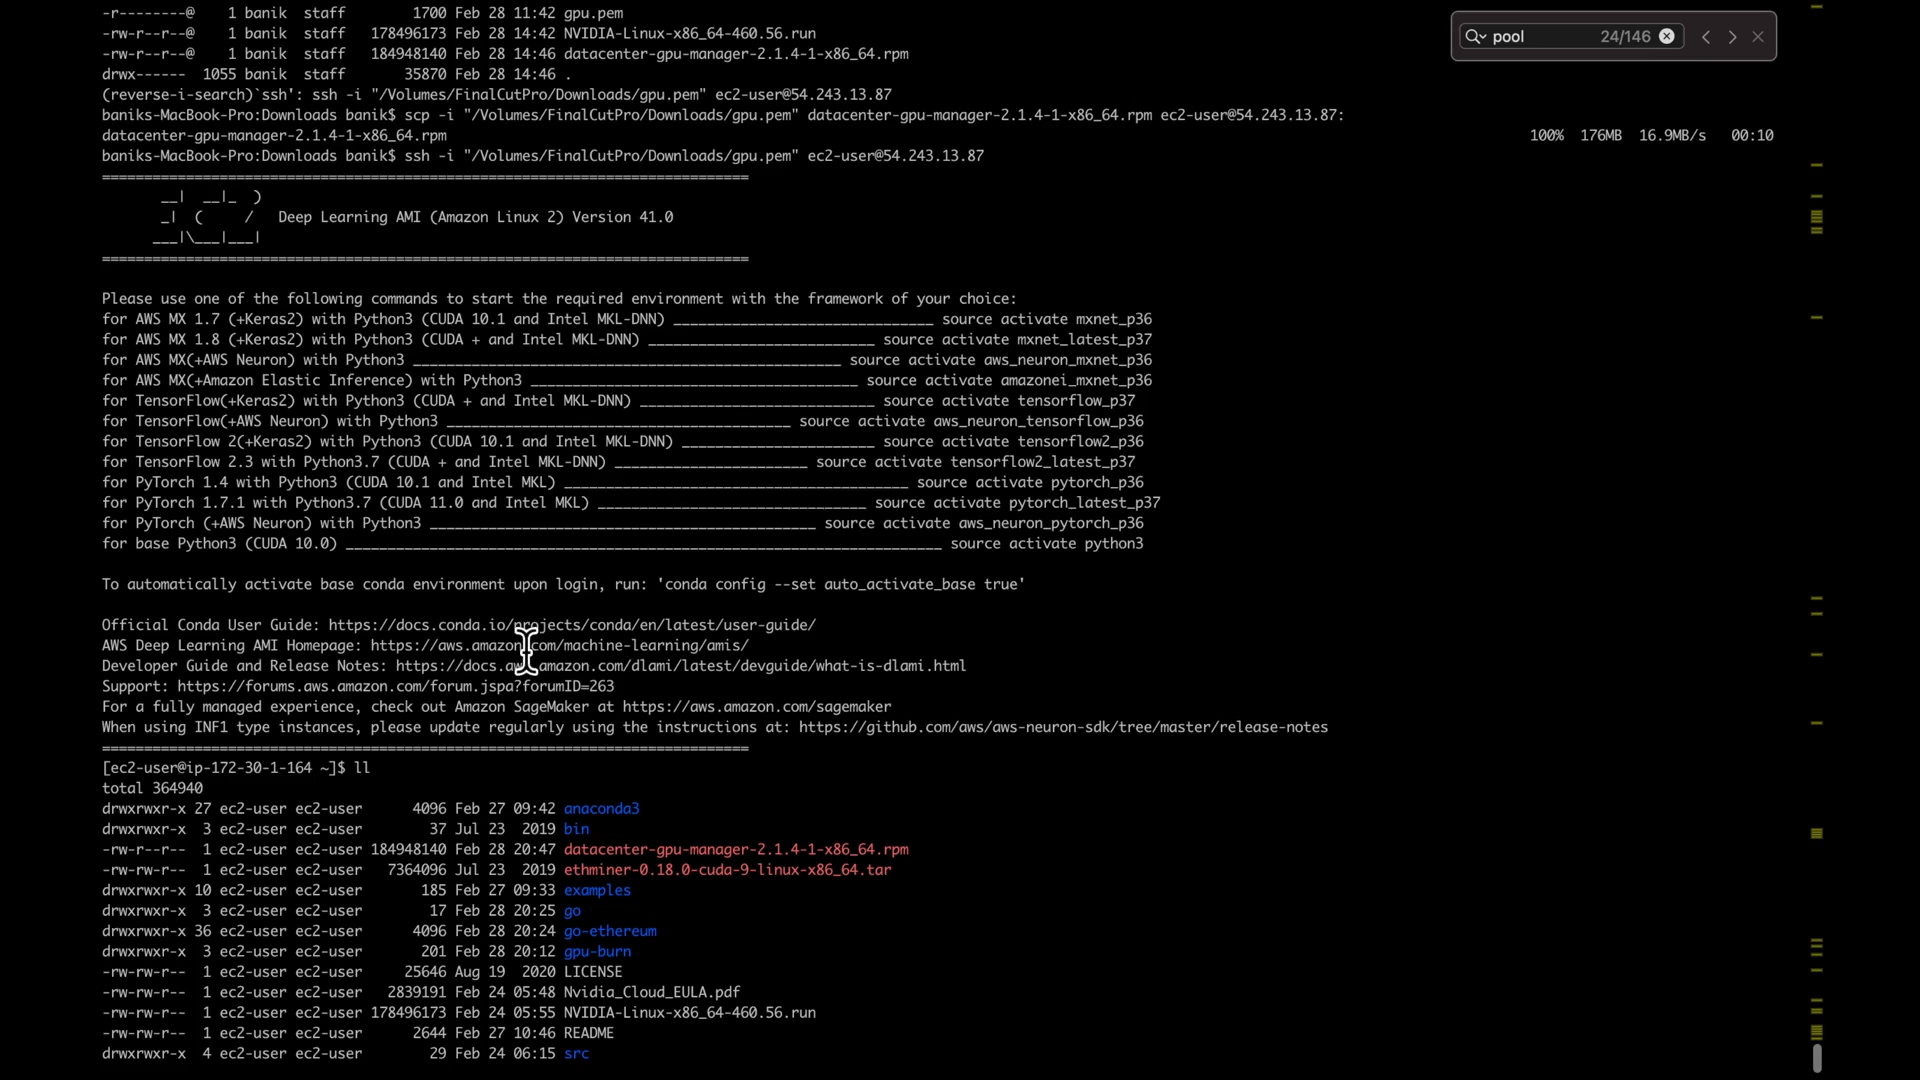 -r--------@    1 banik  staff       1700 Feb 28 11:42 gpu.pem
-rw-r--r--@    1 banik  staff  178496173 Feb 28 14:42 NVIDIA-Linux-x86_64-460.56.run
-rw-r--r--@    1 banik  staff  184948140 Feb 28 14:46 datacenter-gpu-manager-2.1.4-1-x86_64.rpm
drwx------  1055 banik  staff      35870 Feb 28 14:46 .
pool 24/146
(reverse-i-search)`ssh': ssh -i "/Volumes/FinalCutPro/Downloads/gpu.pem" ec2-user@54.243.13.87
baniks-MacBook-Pro:Downloads banik$ scp -i "/Volumes/FinalCutPro/Downloads/gpu.pem" datacenter-gpu-manager-2.1.4-1-x86_64.rpm ec2-user@54.243.13.87:
datacenter-gpu-manager-2.1.4-1-x86_64.rpm 100% 176MB 16.9MB/s 00:10
baniks-MacBook-Pro:Downloads banik$ ssh -i "/Volumes/FinalCutPro/Downloads/gpu.pem" ec2-user@54.243.13.87
=============================================================================
       __|  __|_  )
       _|  (     /   Deep Learning AMI (Amazon Linux 2) Version 41.0
      ___|\___|___|
=============================================================================
Please use one of the following commands to start the required environment with the framework of your choice:
for AWS MX 1.7 (+Keras2) with Python3 (CUDA 10.1 and Intel MKL-DNN) _______________________________ source activate mxnet_p36
for AWS MX 1.8 (+Keras2) with Python3 (CUDA + and Intel MKL-DNN) ___________________________ source activate mxnet_latest_p37
for AWS MX(+AWS Neuron) with Python3 ___________________________________________________ source activate aws_neuron_mxnet_p36
for AWS MX(+Amazon Elastic Inference) with Python3 _______________________________________ source activate amazonei_mxnet_p36
for TensorFlow(+Keras2) with Python3 (CUDA + and Intel MKL-DNN) ____________________________ source activate tensorflow_p37
for TensorFlow(+AWS Neuron) with Python3 _________________________________________ source activate aws_neuron_tensorflow_p36
for TensorFlow 2(+Keras2) with Python3 (CUDA 10.1 and Intel MKL-DNN) _______________________ source activate tensorflow2_p36
for TensorFlow 2.3 with Python3.7 (CUDA + and Intel MKL-DNN) _______________________ source activate tensorflow2_latest_p37
for PyTorch 1.4 with Python3 (CUDA 10.1 and Intel MKL) __________________________________________ source activate pytorch_p36
for PyTorch 1.7.1 with Python3.7 (CUDA 11.0 and Intel MKL) ________________________________ source activate pytorch_latest_p37
for PyTorch (+AWS Neuron) with Python3 ______________________________________________ source activate aws_neuron_pytorch_p36
for base Python3 (CUDA 10.0) _______________________________________________________________________ source activate python3
To automatically activate base conda environment upon login, run: 'conda config --set auto_activate_base true'
Official Conda User Guide: https://docs.conda.io/projects/conda/en/latest/user-guide/
AWS Deep Learning AMI Homepage: https://aws.amazon.com/machine-learning/amis/
Developer Guide and Release Notes: https://docs.aws.amazon.com/dlami/latest/devguide/what-is-dlami.html
Support: https://forums.aws.amazon.com/forum.jspa?forumID=263
For a fully managed experience, check out Amazon SageMaker at https://aws.amazon.com/sagemaker
When using INF1 type instances, please update regularly using the instructions at: https://github.com/aws/aws-neuron-sdk/tree/master/release-notes
=============================================================================
[ec2-user@ip-172-30-1-164 ~]$ ll
total 364940
drwxrwxr-x 27 ec2-user ec2-user      4096 Feb 27 09:42 anaconda3
drwxrwxr-x  3 ec2-user ec2-user        37 Jul 23  2019 bin
-rw-r--r--  1 ec2-user ec2-user 184948140 Feb 28 20:47 datacenter-gpu-manager-2.1.4-1-x86_64.rpm
-rw-rw-r--  1 ec2-user ec2-user   7364096 Jul 23  2019 ethminer-0.18.0-cuda-9-linux-x86_64.tar
drwxrwxr-x 10 ec2-user ec2-user       185 Feb 27 09:33 examples
drwxrwxr-x  3 ec2-user ec2-user        17 Feb 28 20:25 go
drwxrwxr-x 36 ec2-user ec2-user      4096 Feb 28 20:24 go-ethereum
drwxrwxr-x  3 ec2-user ec2-user       201 Feb 28 20:12 gpu-burn
-rw-rw-r--  1 ec2-user ec2-user     25646 Aug 19  2020 LICENSE
-rw-rw-r--  1 ec2-user ec2-user   2839191 Feb 24 05:48 Nvidia_Cloud_EULA.pdf
-rw-rw-r--  1 ec2-user ec2-user 178496173 Feb 24 05:55 NVIDIA-Linux-x86_64-460.56.run
-rw-rw-r--  1 ec2-user ec2-user      2644 Feb 27 10:46 README
drwxrwxr-x  4 ec2-user ec2-user        29 Feb 24 06:15 src